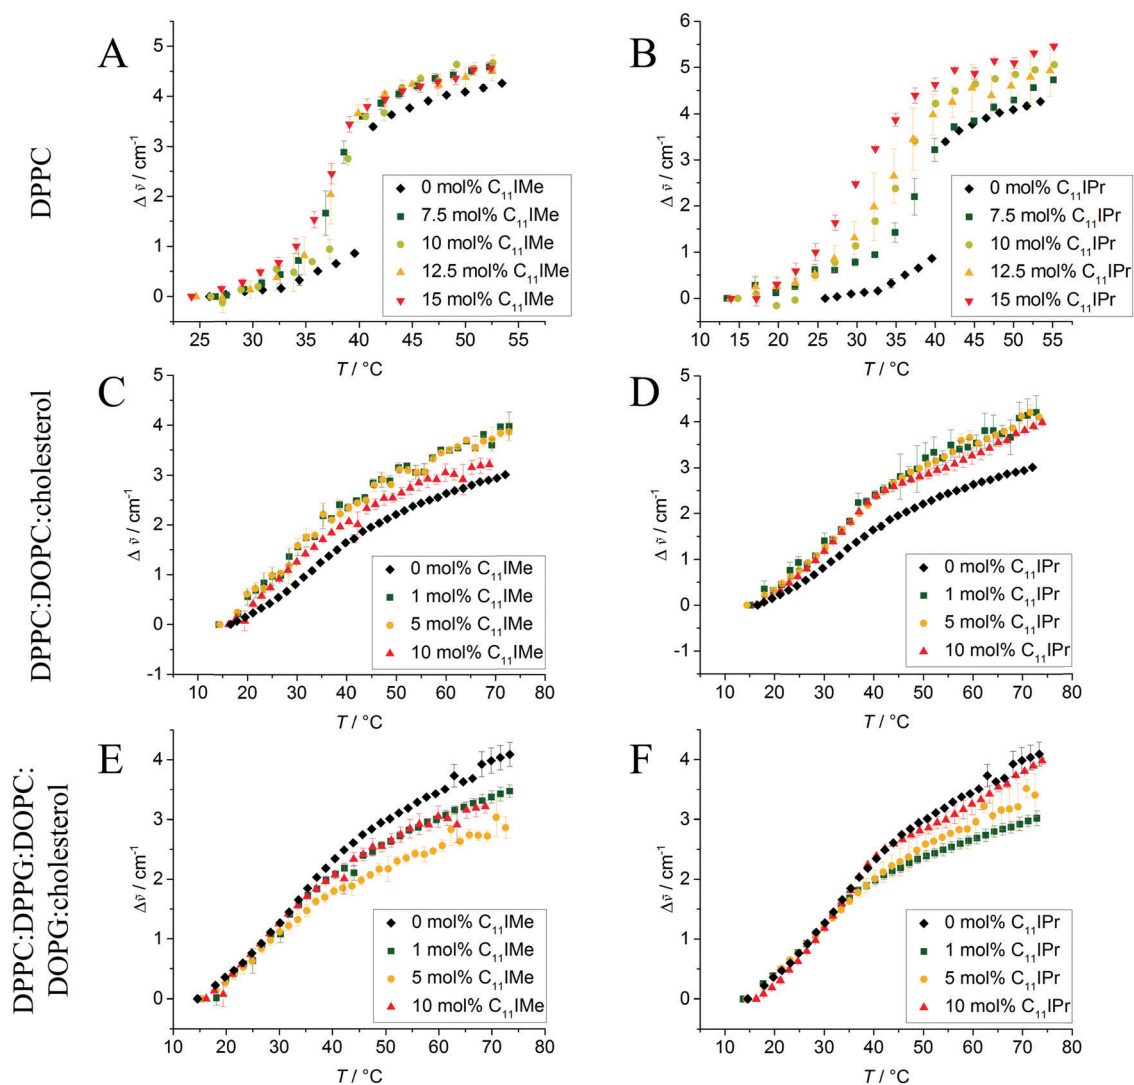 DPPC
A
Δ ṽ / cm⁻¹
5
4
3
2
1
0
0 mol% C₁₁IMe
7.5 mol% C₁₁IMe
10 mol% C₁₁IMe
12.5 mol% C₁₁IMe
15 mol% C₁₁IMe
25 30 35 40 45 50 55
T / °C
B
Δ ṽ / cm⁻¹
6
5
4
3
2
1
0
0 mol% C₁₁IPr
7.5 mol% C₁₁IPr
10 mol% C₁₁IPr
12.5 mol% C₁₁IPr
15 mol% C₁₁IPr
10 15 20 25 30 35 40 45 50 55
T / °C
DPPC:DOPC:cholesterol
C
Δ ṽ / cm⁻¹
5
4
3
2
1
0
-1
0 mol% C₁₁IMe
1 mol% C₁₁IMe
5 mol% C₁₁IMe
10 mol% C₁₁IMe
10 20 30 40 50 60 70 80
T / °C
D
Δ ṽ / cm⁻¹
5
4
3
2
1
0
-1
0 mol% C₁₁IPr
1 mol% C₁₁IPr
5 mol% C₁₁IPr
10 mol% C₁₁IPr
10 20 30 40 50 60 70 80
T / °C
DPPC:DPPG:DOPC:
DOPG:cholesterol
E
Δṽ / cm⁻¹
4
3
2
1
0
0 mol% C₁₁IMe
1 mol% C₁₁IMe
5 mol% C₁₁IMe
10 mol% C₁₁IMe
10 20 30 40 50 60 70 80
T / °C
F
Δṽ / cm⁻¹
4
3
2
1
0
0 mol% C₁₁IPr
1 mol% C₁₁IPr
5 mol% C₁₁IPr
10 mol% C₁₁IPr
10 20 30 40 50 60 70 80
T / °C